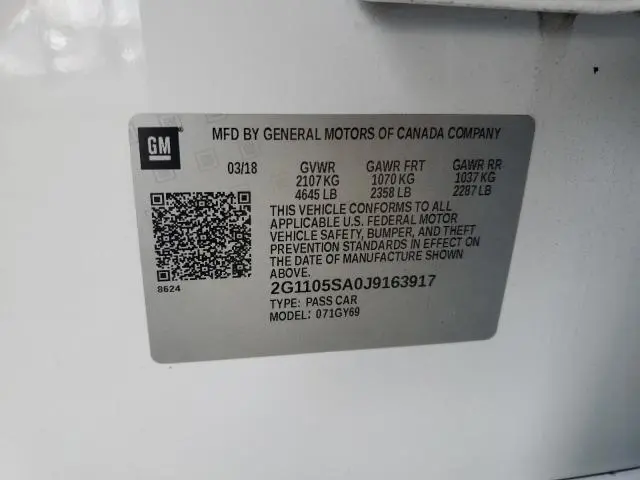 GM
MFD BY GENERAL MOTORS OF CANADA COMPANY
03/18 GVWR GAWR FRT GAWR RR
2107 KG 1070 KG 1037 KG
4645 LB 2358 LB 2287 LB
THIS VEHICLE CONFORMS TO ALL
APPLICABLE U.S. FEDERAL MOTOR
VEHICLE SAFETY, BUMPER, AND THEFT
PREVENTION STANDARDS IN EFFECT ON
THE DATE OF MANUFACTURE SHOWN
ABOVE.
8624
2G1105SA0J9163917
TYPE: PASS CAR
MODEL: 071GY69